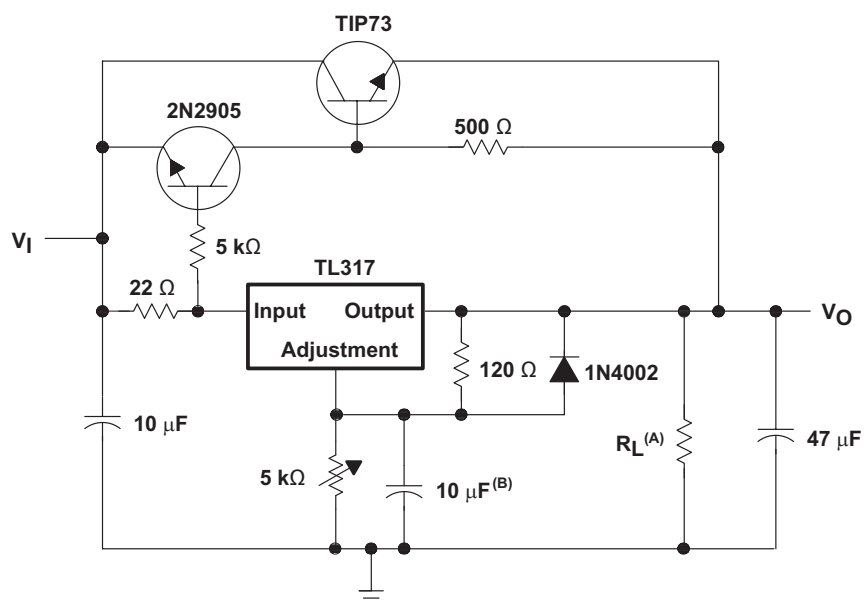 TIP73
2N2905
500 Ω
V_I
5 kΩ
TL317
22 Ω
Input Output
Adjustment
V_O
120 Ω
1N4002
10 μF
R_L^(A)
47 μF
5 kΩ
10 μF^(B)